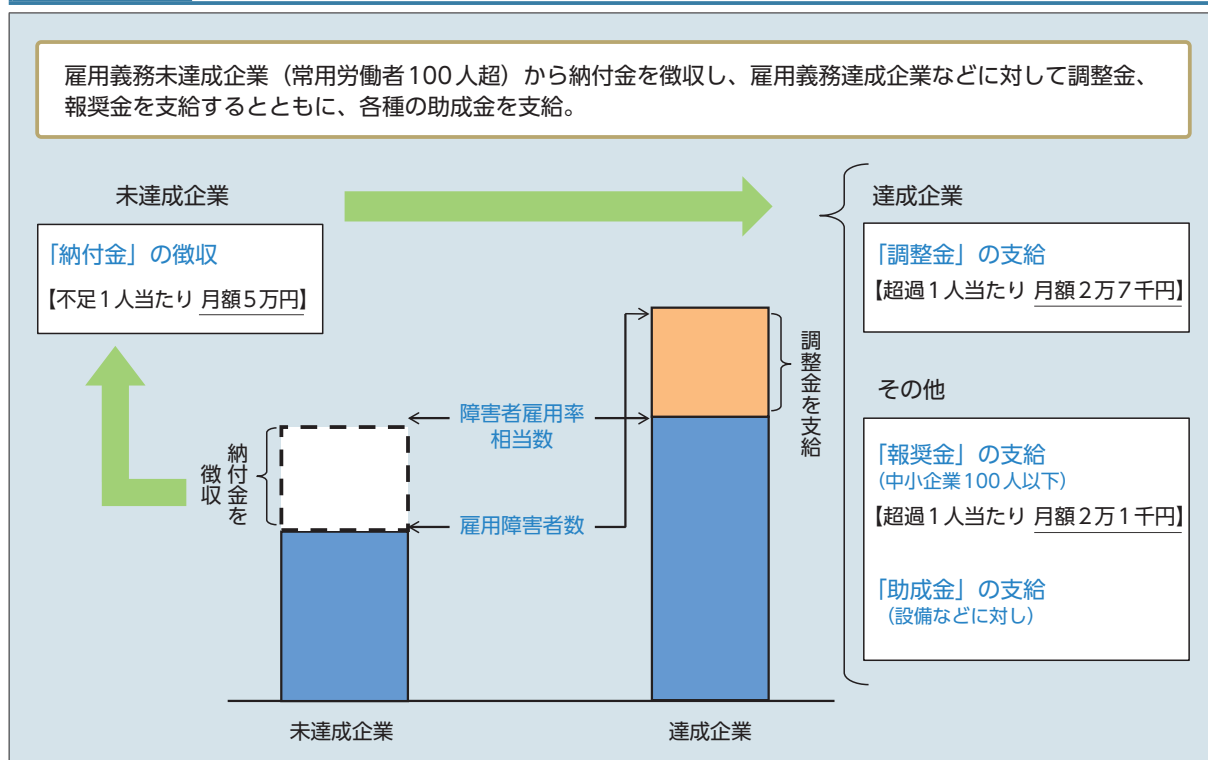 雇用義務未達成企業（常用労働者100人超）から納付金を徴収し、雇用義務達成企業などに対して調整金、
報奨金を支給するとともに、各種の助成金を支給。
未達成企業
「納付金」の徴収
【不足1人当たり 月額5万円】
達成企業
「調整金」の支給
【超過1人当たり 月額2万7千円】
その他
「報奨金」の支給
(中小企業100人以下)
【超過1人当たり 月額2万1千円】
「助成金」の支給
(設備などに対し)
納付金を
徴収
障害者雇用率
相当数
雇用障害者数
調整金を支給
未達成企業
達成企業